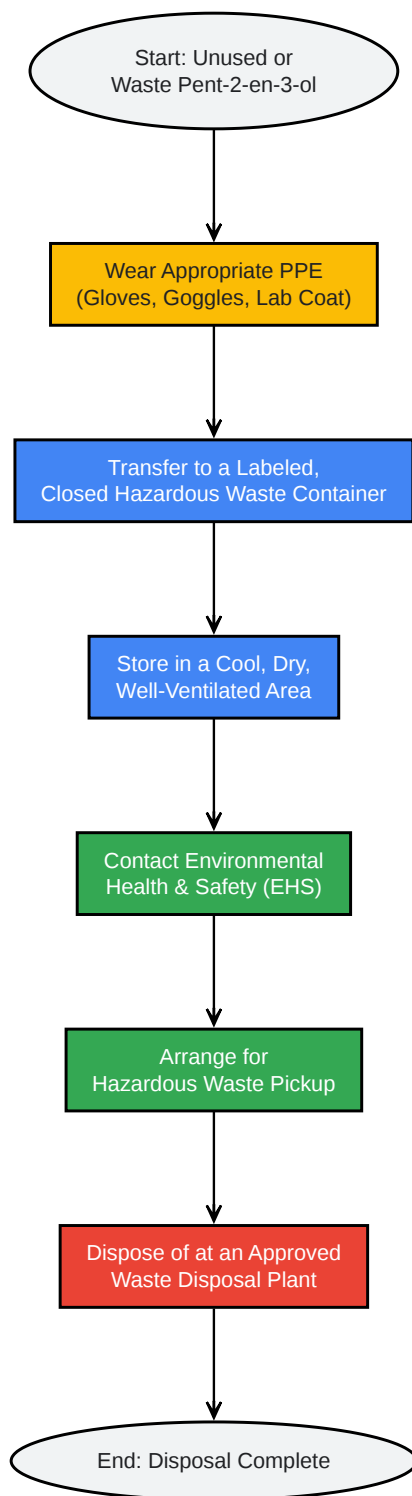 Start: Unused or
Waste Pent-2-en-3-ol
Wear Appropriate PPE
(Gloves, Goggles, Lab Coat)
Transfer to a Labeled,
Closed Hazardous Waste Container
Store in a Cool, Dry,
Well-Ventilated Area
Contact Environmental
Health & Safety (EHS)
Arrange for
Hazardous Waste Pickup
Dispose of at an Approved
Waste Disposal Plant
End: Disposal Complete